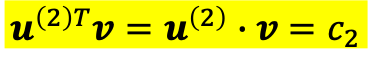 𝒖⁽²⁾ᵀ𝒗 = 𝒖⁽²⁾ · 𝒗 = c₂